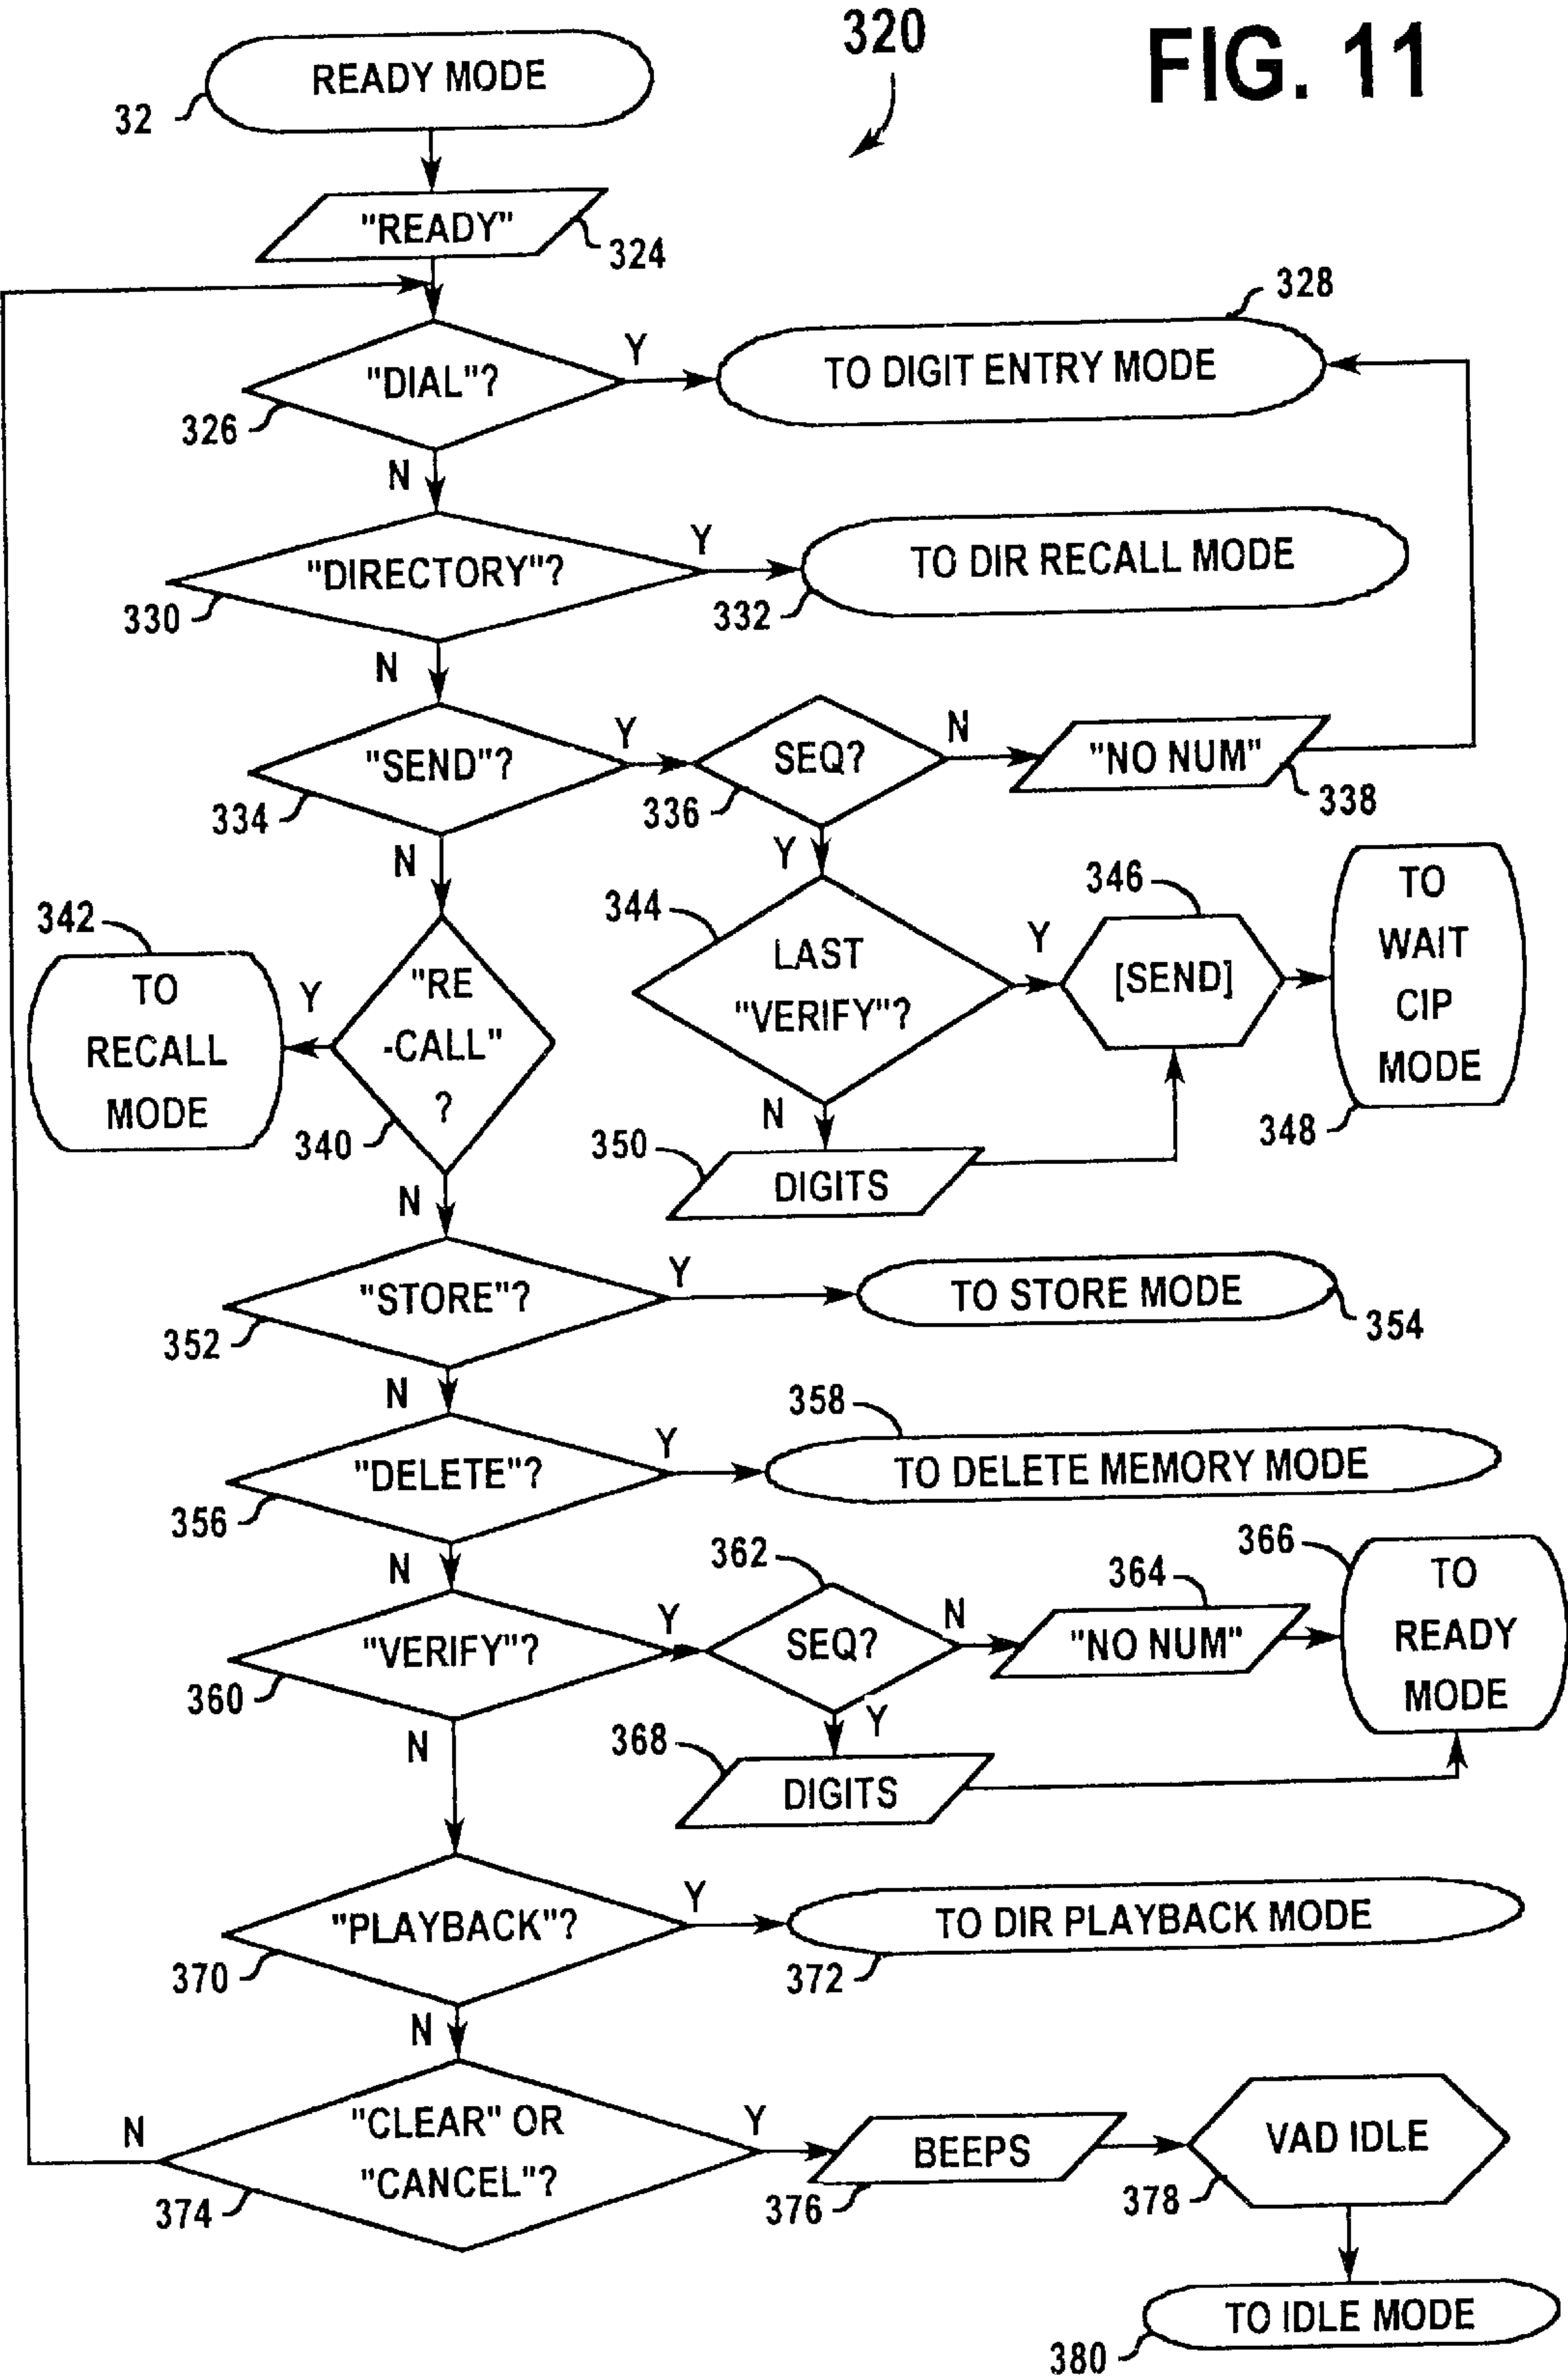 320
FIG. 11
READY MODE
32
"READY"
324
328
"DIAL"?
Y
TO DIGIT ENTRY MODE
326
N
"DIRECTORY"?
Y
TO DIR RECALL MODE
330
332
N
"SEND"?
Y
SEQ?
N
"NO NUM"
334
336
338
N
Y
342
344
346
TO
RECALL
MODE
Y
"RE
-CALL"
?
340
LAST
"VERIFY"?
Y
[SEND]
TO
WAIT
CIP
MODE
348
N
350
DIGITS
N
"STORE"?
Y
TO STORE MODE
352
354
N
358
"DELETE"?
Y
TO DELETE MEMORY MODE
356
N
362
364
366
"VERIFY"?
Y
SEQ?
N
"NO NUM"
TO
READY
MODE
360
N
Y
368
DIGITS
"PLAYBACK"?
Y
TO DIR PLAYBACK MODE
370
372
N
N
"CLEAR" OR
"CANCEL"?
Y
BEEPS
VAD IDLE
374
376
378
TO IDLE MODE
380